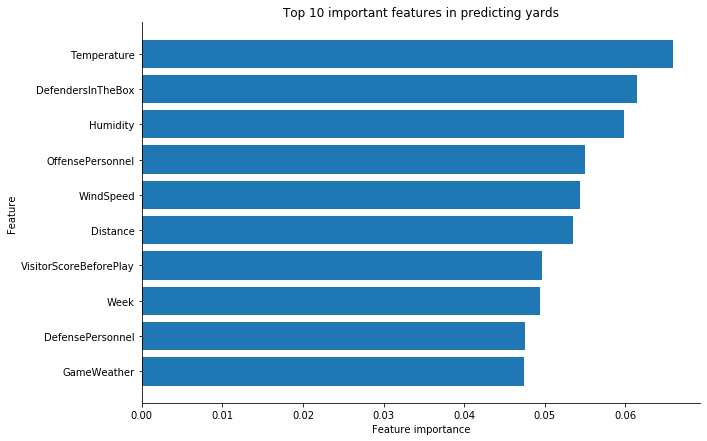 Top 10 important features in predicting yards
Feature
Temperature
DefendersInTheBox
Humidity
OffensePersonnel
WindSpeed
Distance
VisitorScoreBeforePlay
Week
DefensePersonnel
GameWeather
0.00 0.01 0.02 0.03 0.04 0.05 0.06
Feature importance